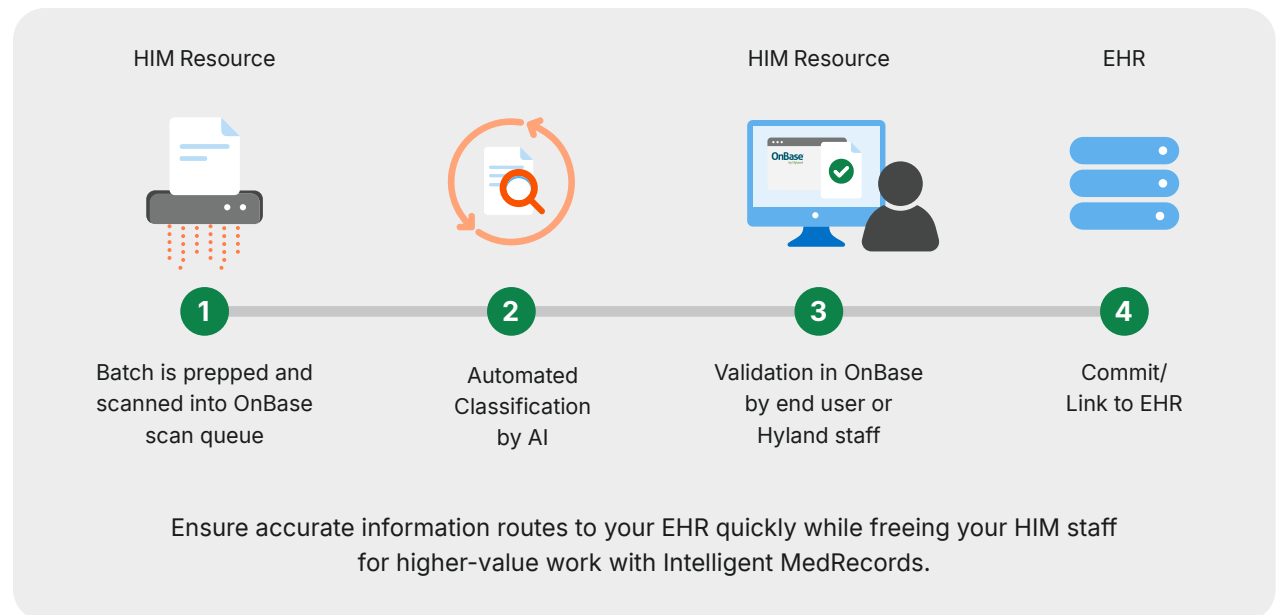 HIM Resource
HIM Resource
EHR
OnBase
1
2
3
4
Batch is prepped and
scanned into OnBase
scan queue
Automated
Classification
by AI
Validation in OnBase
by end user or
Hyland staff
Commit/
Link to EHR
Ensure accurate information routes to your EHR quickly while freeing your HIM staff
for higher-value work with Intelligent MedRecords.